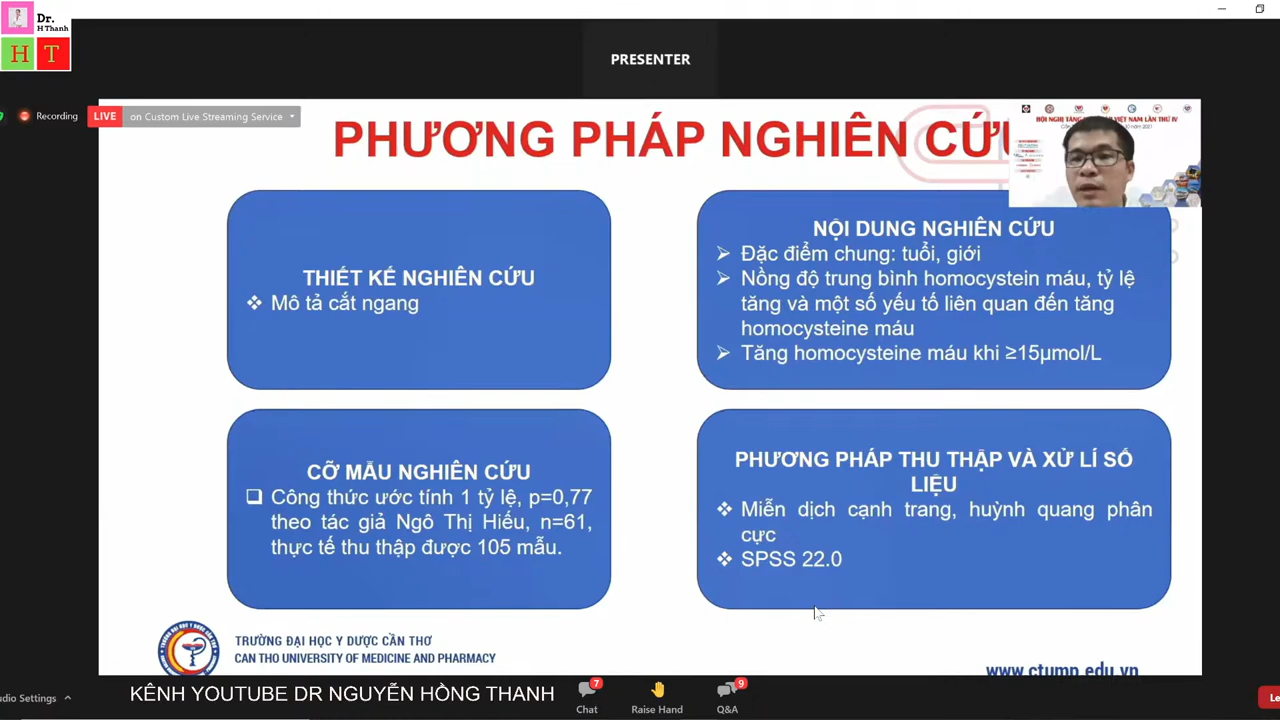 Dr.
H Thanh
H T
PRESENTER
Recording
LIVE on Custom Live Streaming Service
PHƯƠNG PHÁP NGHIÊN CỨU
THIẾT KẾ NGHIÊN CỨU
Mô tả cắt ngang
NỘI DUNG NGHIÊN CỨU
Đặc điểm chung: tuổi, giới
Nồng độ trung bình homocystein máu, tỷ lệ
tăng và một số yếu tố liên quan đến tăng
homocysteine máu
Tăng homocysteine máu khi ≥15µmol/L
CỠ MẪU NGHIÊN CỨU
Công thức ước tính 1 tỷ lệ, p=0,77
theo tác giả Ngô Thị Hiếu, n=61,
thực tế thu thập được 105 mẫu.
PHƯƠNG PHÁP THU THẬP VÀ XỬ LÍ SỐ
LIỆU
Miễn dịch cạnh trang, huỳnh quang phân
cực
SPSS 22.0
TRƯỜNG ĐẠI HỌC Y DƯỢC CẦN THƠ
CAN THO UNIVERSITY OF MEDICINE AND PHARMACY
www.ctump.edu.vn
udio Settings
KÊNH YOUTUBE DR NGUYỄN HỒNG THANH
7
Chat
Raise Hand
9
Q&A
Le